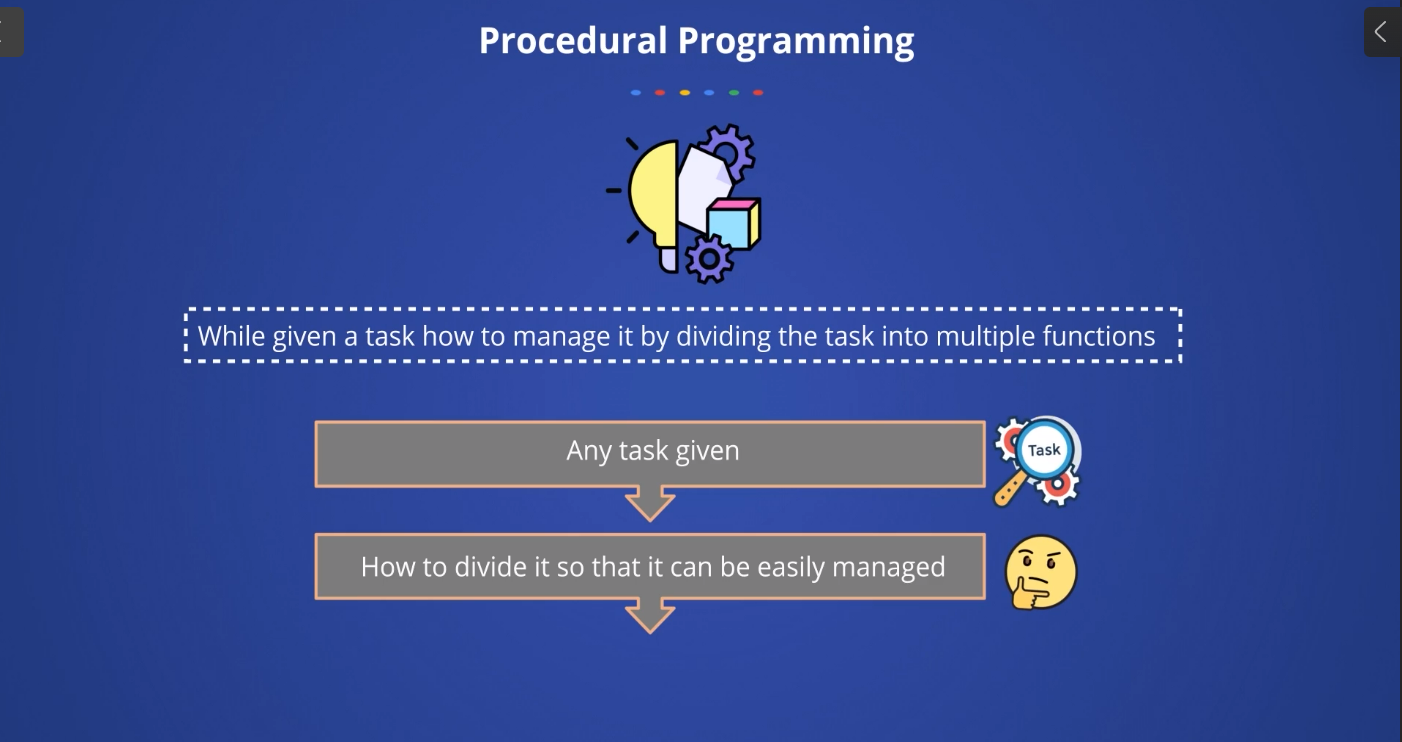 Procedural Programming
While given a task how to manage it by dividing the task into multiple functions
Any task given
Task
How to divide it so that it can be easily managed